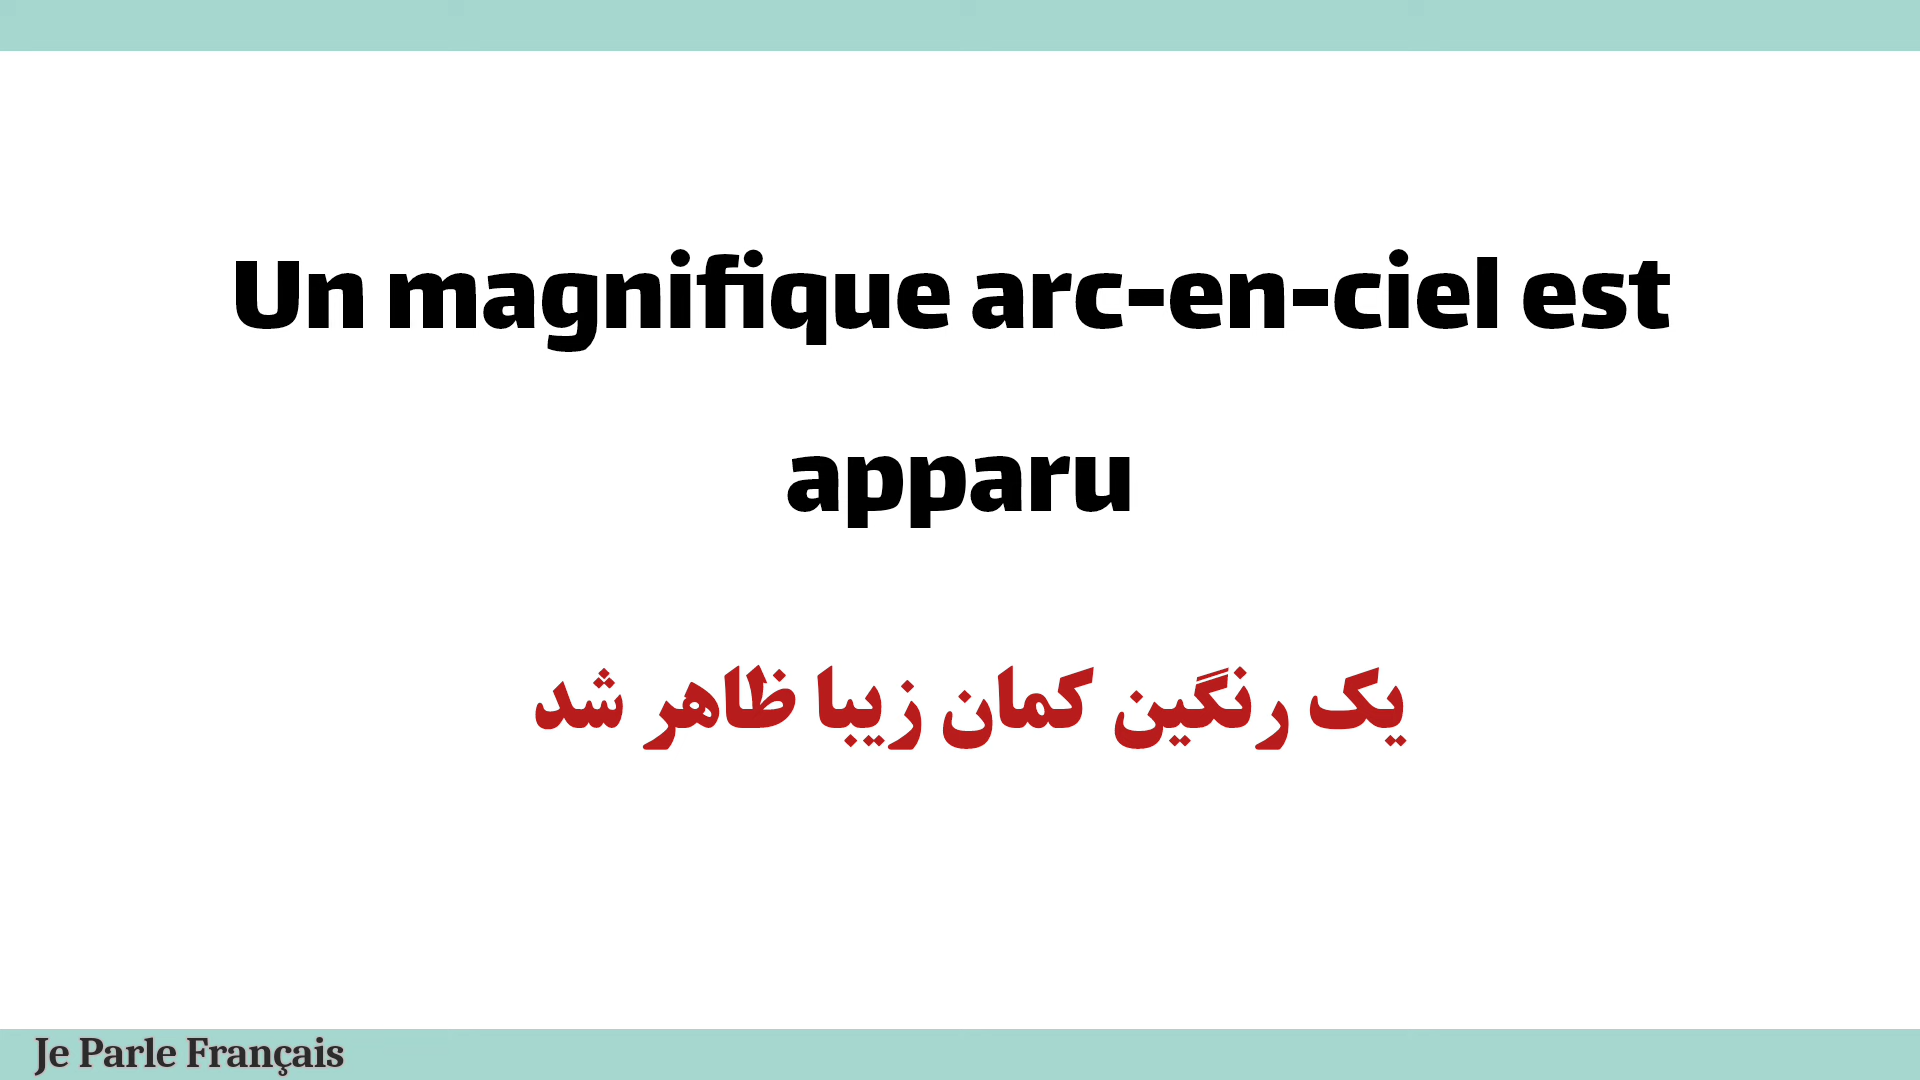 Un magnifique arc-en-ciel est
apparu
یک رنگین کمان زیبا ظاهر شد
Je Parle Français